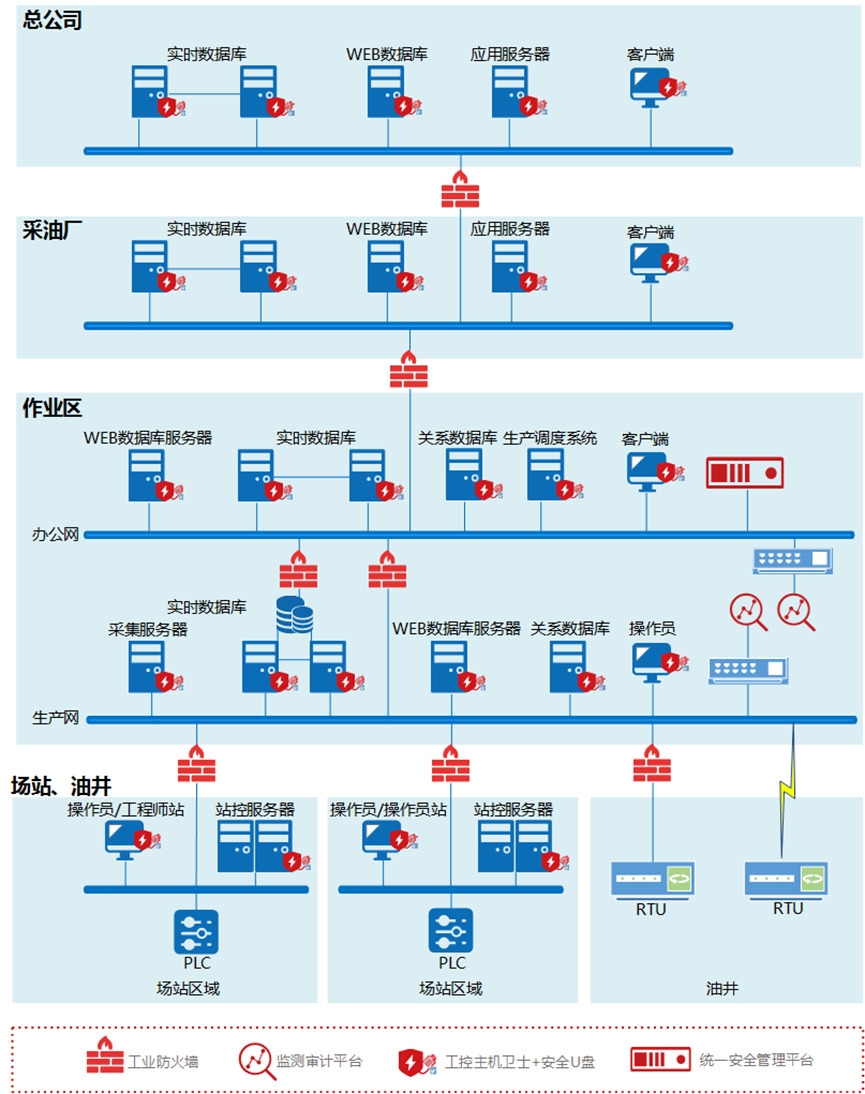 总公司
实时数据库
WEB数据库
应用服务器
客户端
采油厂
实时数据库
WEB数据库
应用服务器
客户端
作业区
WEB数据库服务器
实时数据库
关系数据库
生产调度系统
客户端
办公网
实时数据库
采集服务器
WEB数据库服务器
关系数据库
操作员
生产网
场站、油井
操作员/工程师站
站控服务器
操作员/操作员站
站控服务器
RTU
RTU
PLC
PLC
场站区域
场站区域
油井
工业防火墙
监测审计平台
工控主机卫士+安全U盘
统一安全管理平台